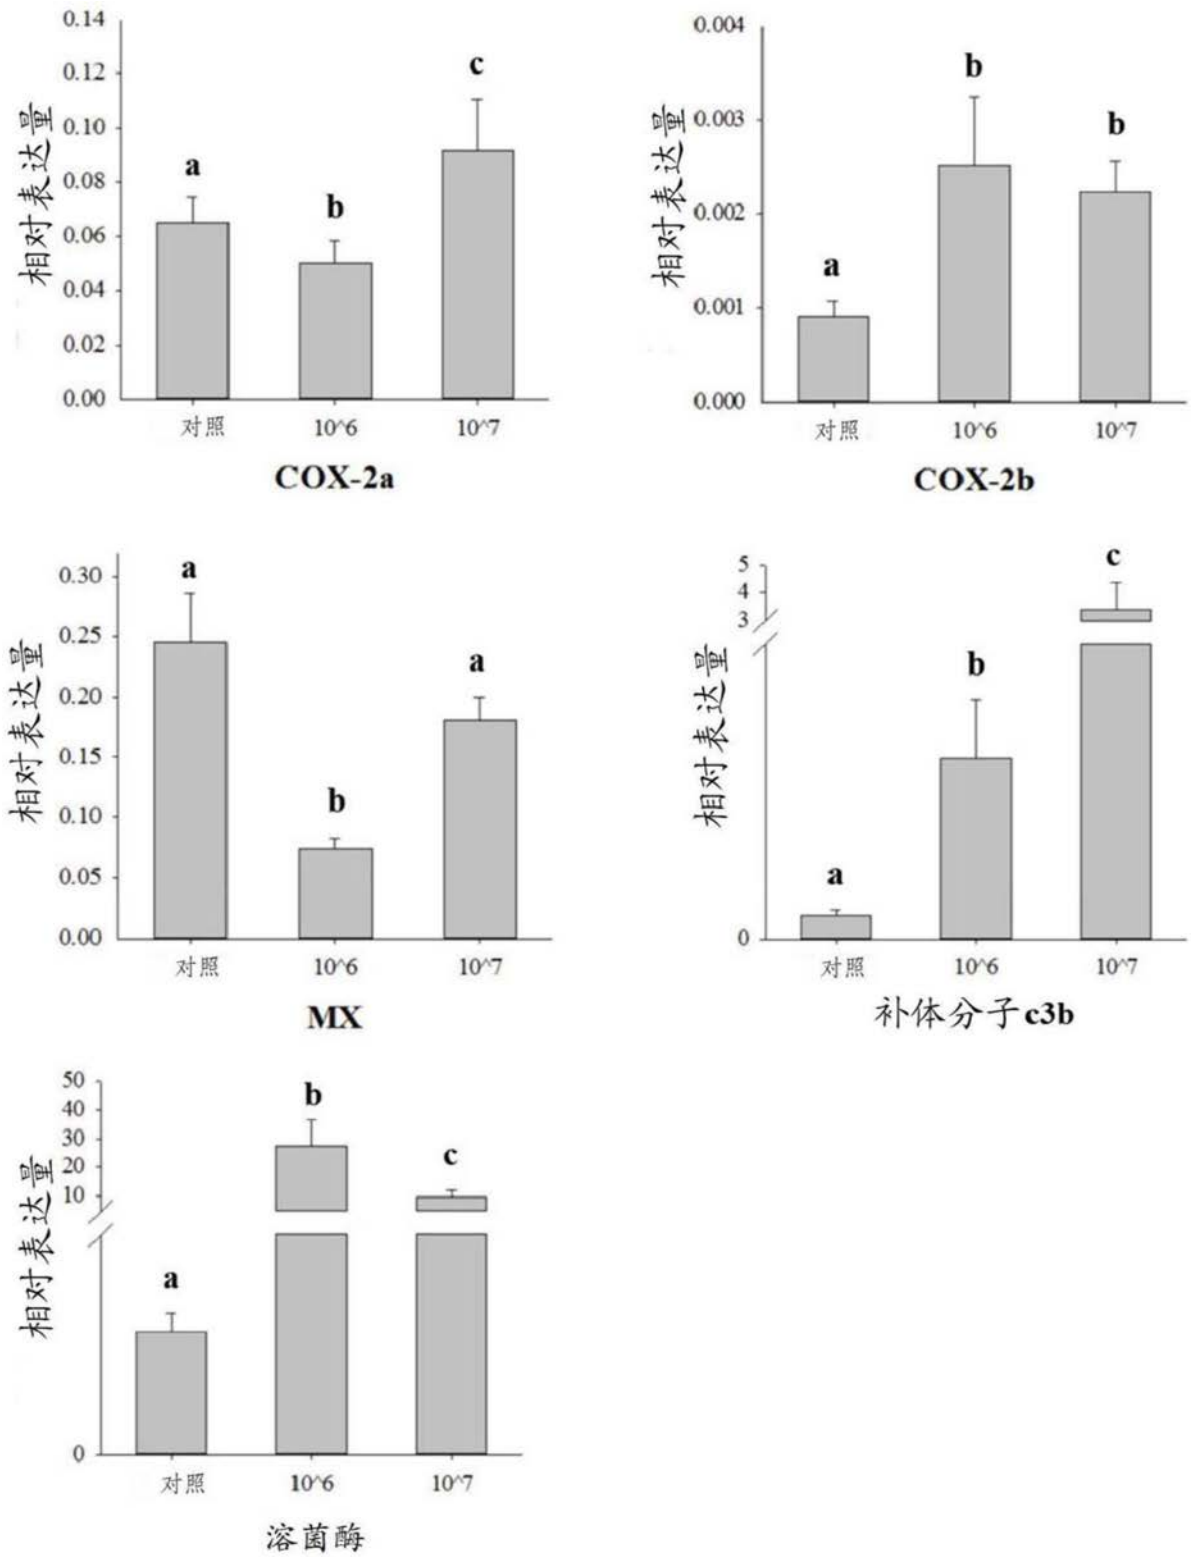 相对表达量
0.14
0.12
0.10
0.08
0.06
0.04
0.02
0.00
a
b
c
对照
10^6
10^7
COX-2a
相对表达量
0.004
0.003
0.002
0.001
0.000
a
b
b
对照
10^6
10^7
COX-2b
相对表达量
0.30
0.25
0.20
0.15
0.10
0.05
0.00
a
b
a
对照
10^6
10^7
MX
相对表达量
5
4
3
0
a
b
c
对照
10^6
10^7
补体分子c3b
相对表达量
50
40
30
20
10
0
a
b
c
对照
10^6
10^7
溶菌酶